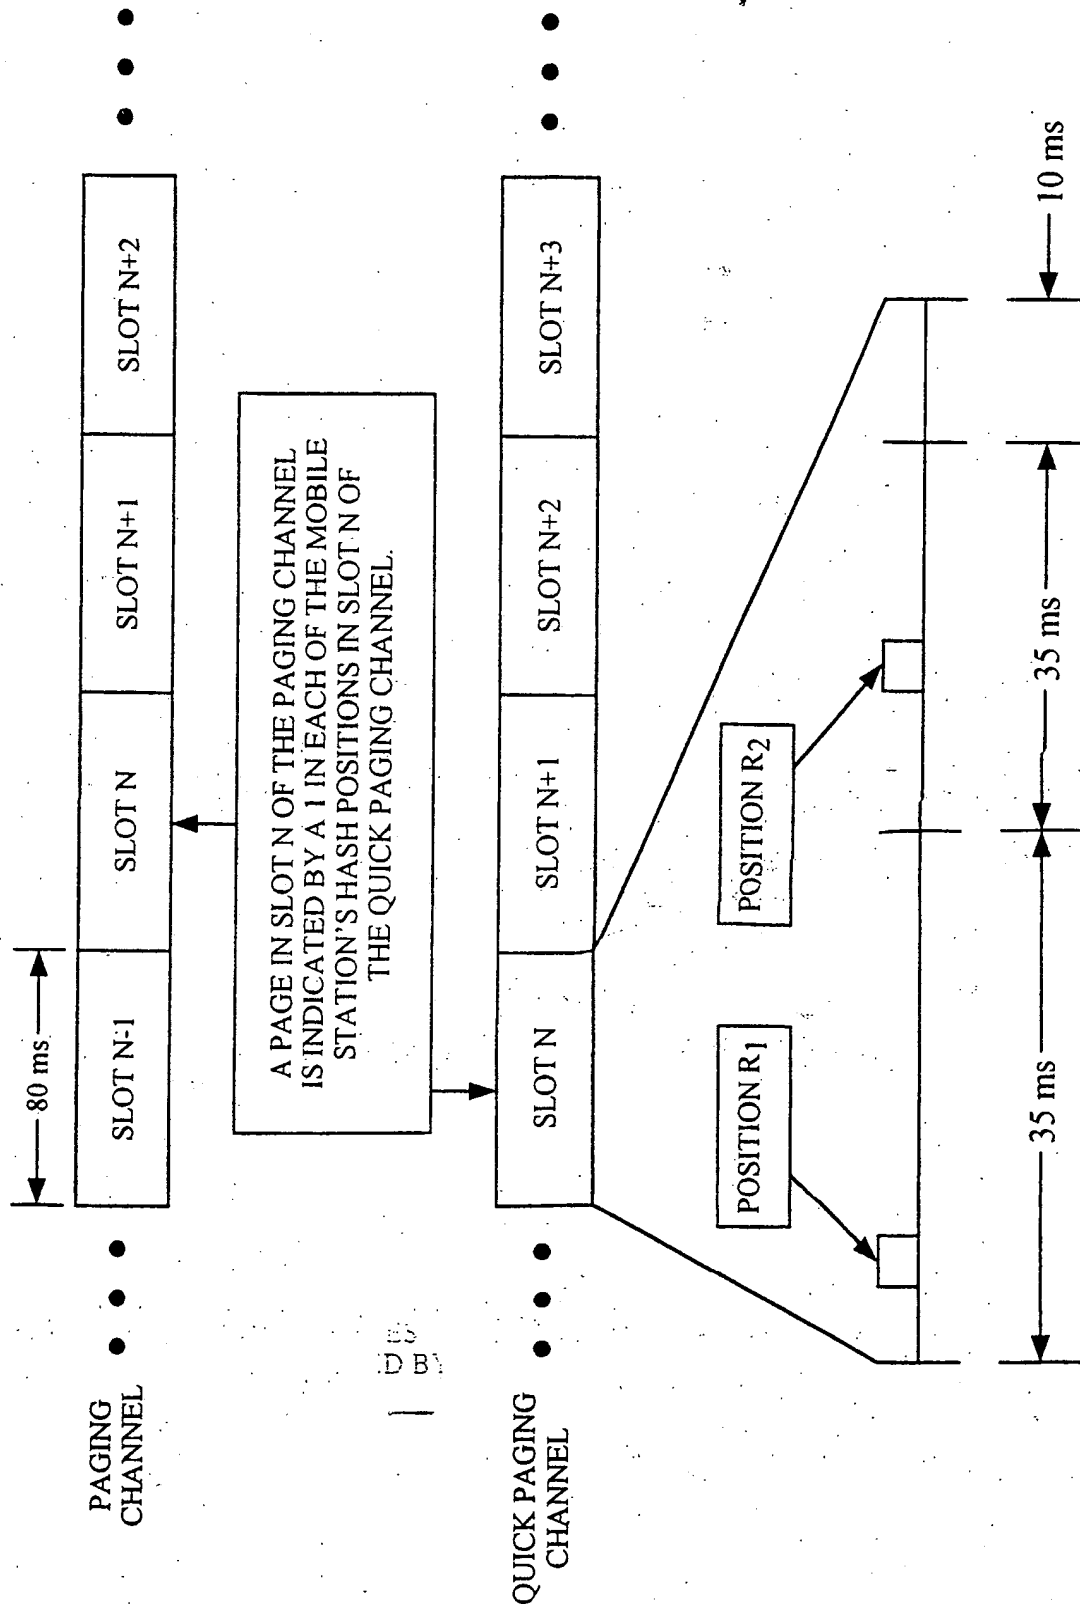 80 ms
PAGING
CHANNEL
SLOT N-1
SLOT N
SLOT N+1
SLOT N+2
A PAGE IN SLOT N OF THE PAGING CHANNEL
IS INDICATED BY A 1 IN EACH OF THE MOBILE
STATION'S HASH POSITIONS IN SLOT N OF
THE QUICK PAGING CHANNEL.
QUICK PAGING
CHANNEL
SLOT N
SLOT N+1
SLOT N+2
SLOT N+3
POSITION R1
POSITION R2
35 ms
35 ms
10 ms